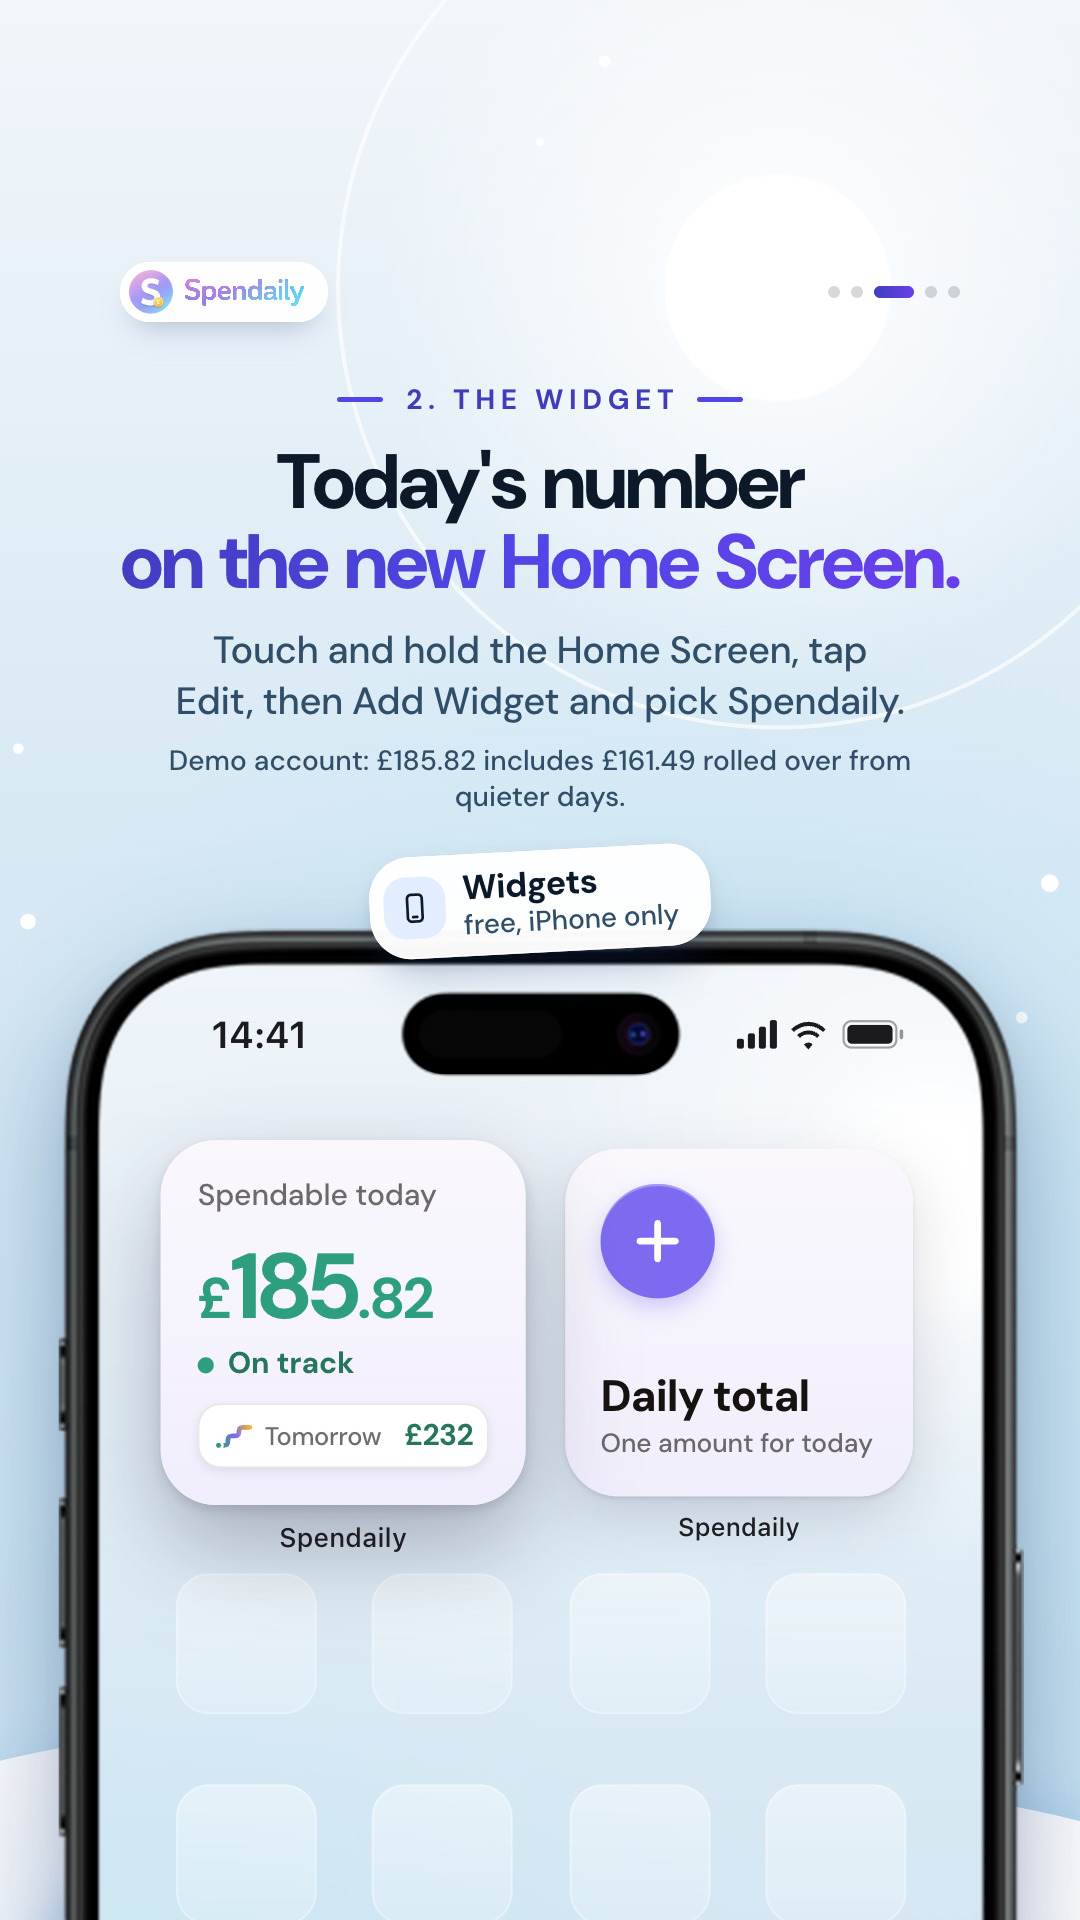 Spendaily
2. THE WIDGET
Today's number
on the new Home Screen.
Touch and hold the Home Screen, tap
Edit, then Add Widget and pick Spendaily.
Demo account: £185.82 includes £161.49 rolled over from
quieter days.
Widgets
free, iPhone only
14:41
Spendable today
£185.82
On track
Tomorrow £232
Spendaily
Daily total
One amount for today
Spendaily